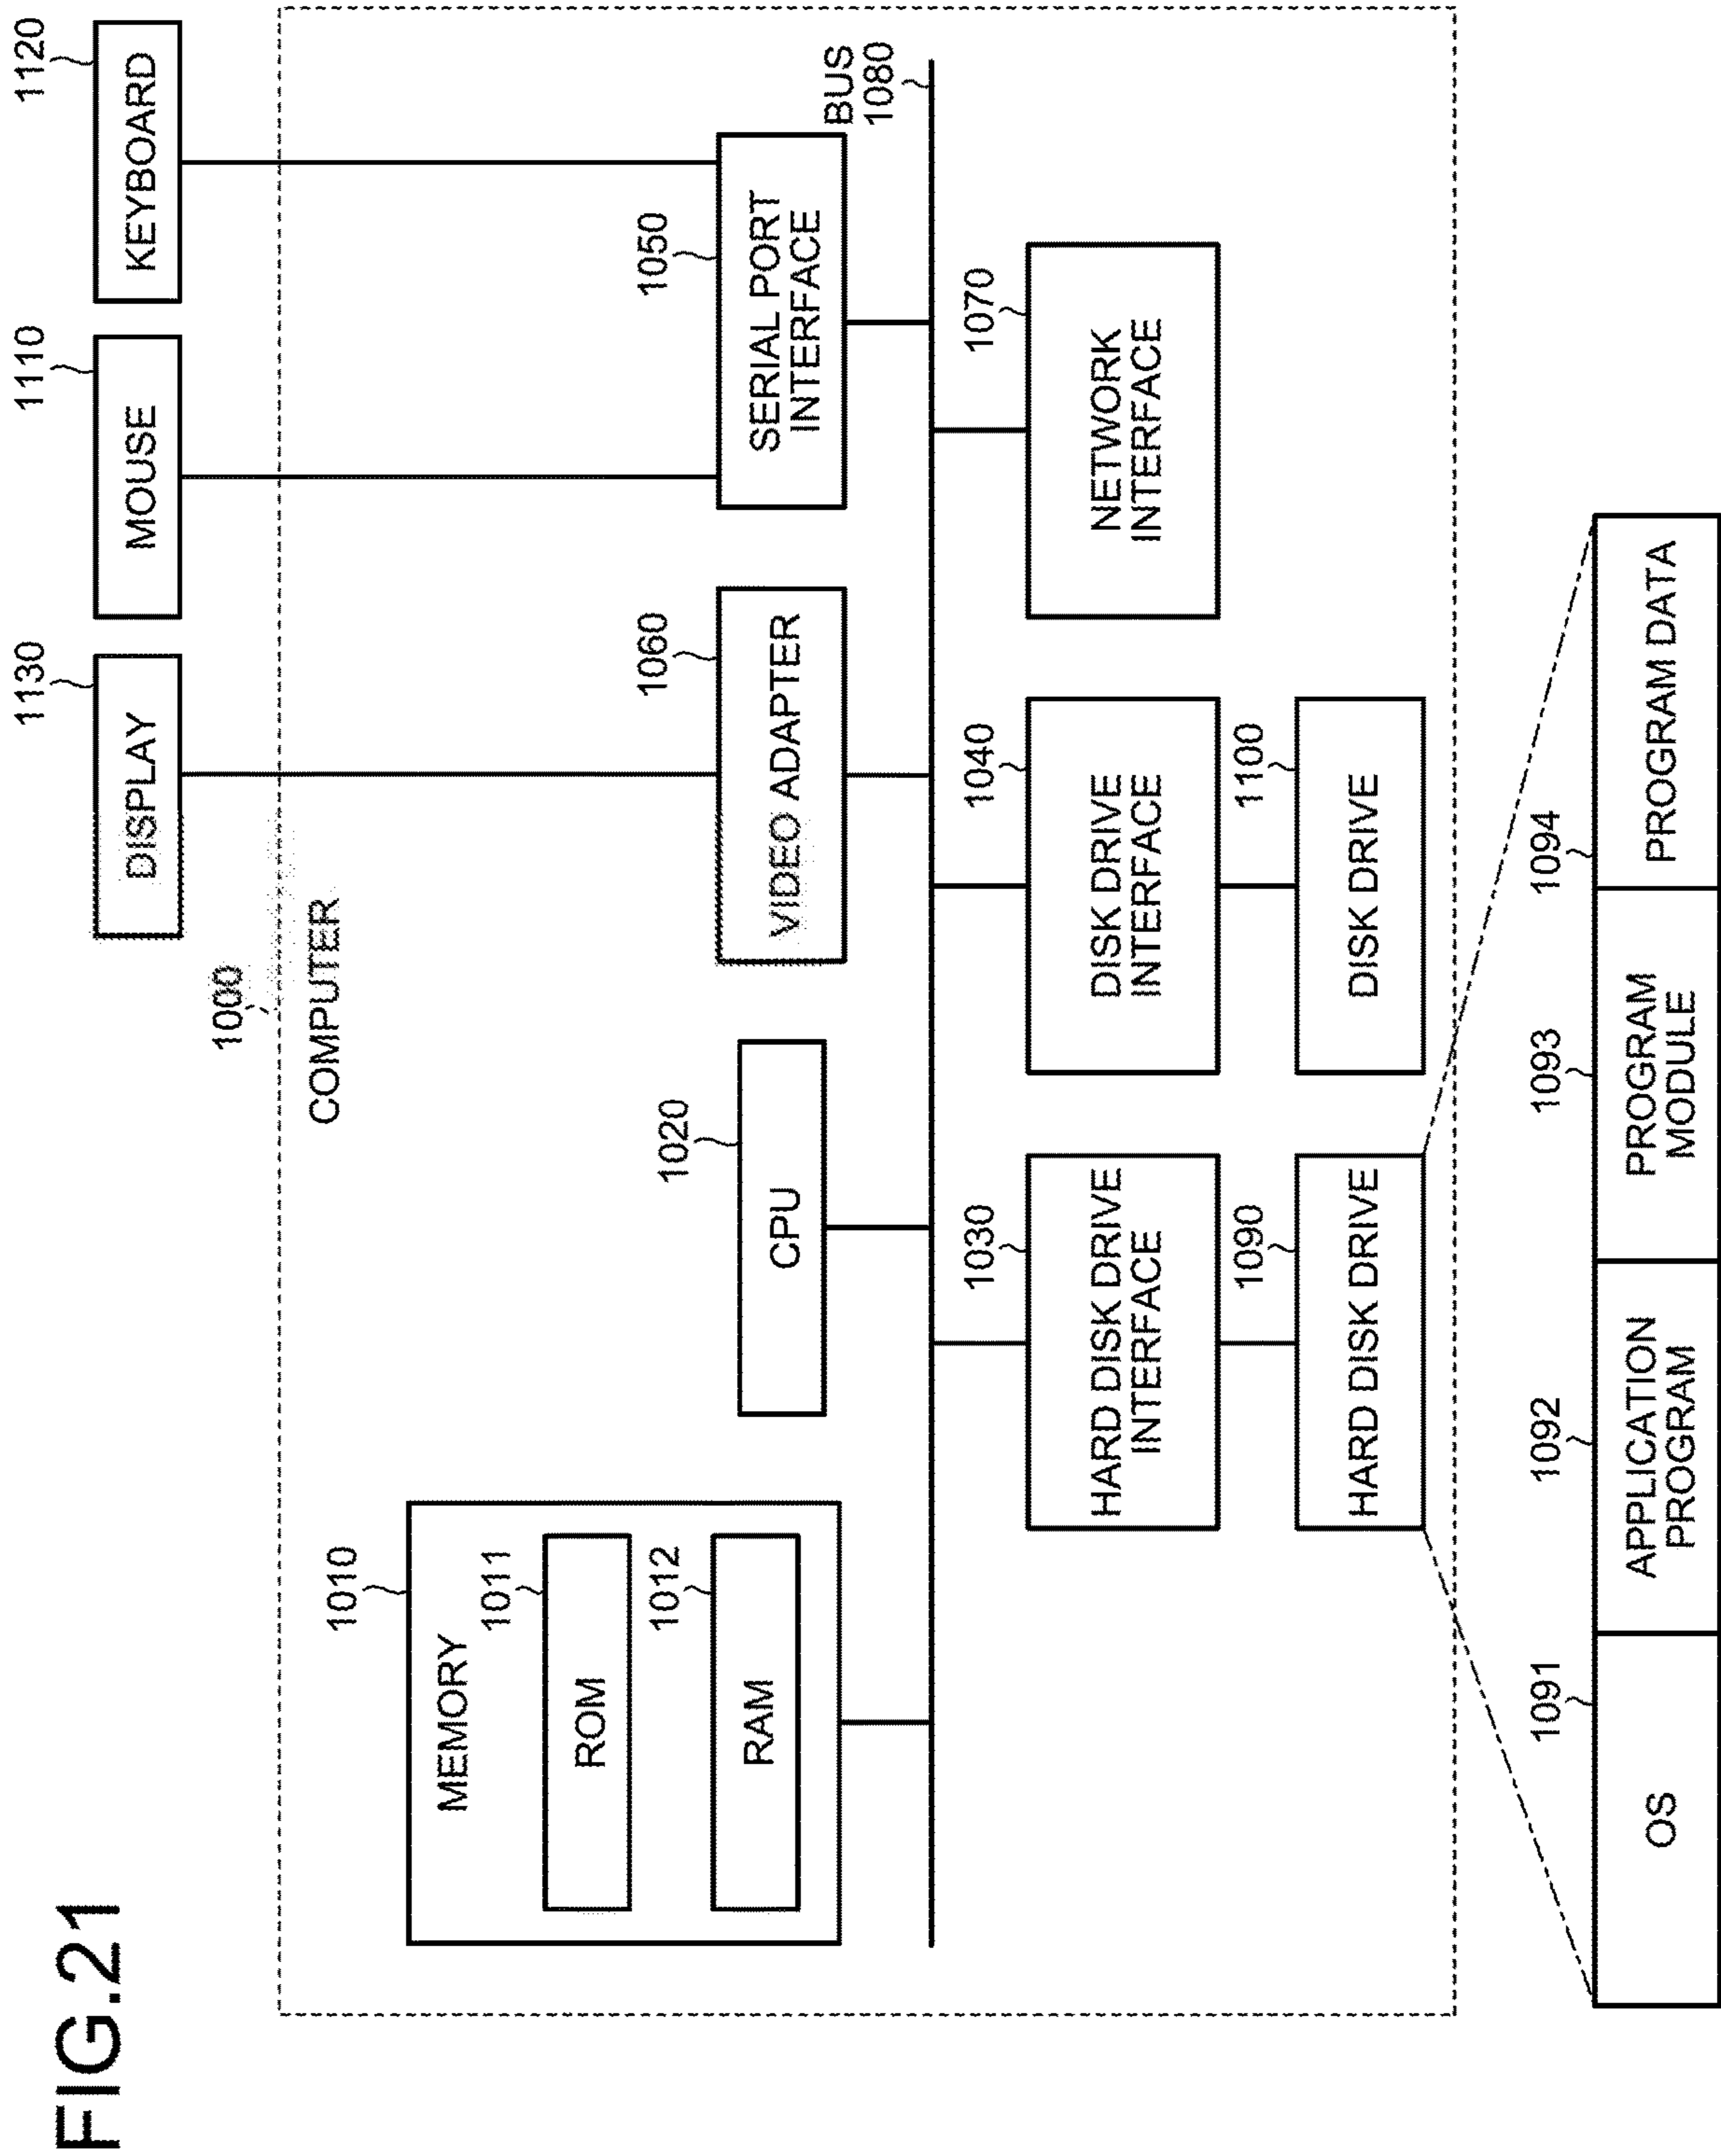 FIG.21
1130
1110
1120
DISPLAY
MOUSE
KEYBOARD
1000
COMPUTER
1010
MEMORY
1011
ROM
1012
RAM
1020
CPU
1060
VIDEO ADAPTER
1050
SERIAL PORT
INTERFACE
BUS
1080
1030
HARD DISK DRIVE
INTERFACE
1040
DISK DRIVE
INTERFACE
1070
NETWORK
INTERFACE
1090
HARD DISK DRIVE
1100
DISK DRIVE
1091
1092
1093
1094
OS
APPLICATION
PROGRAM
PROGRAM
MODULE
PROGRAM DATA